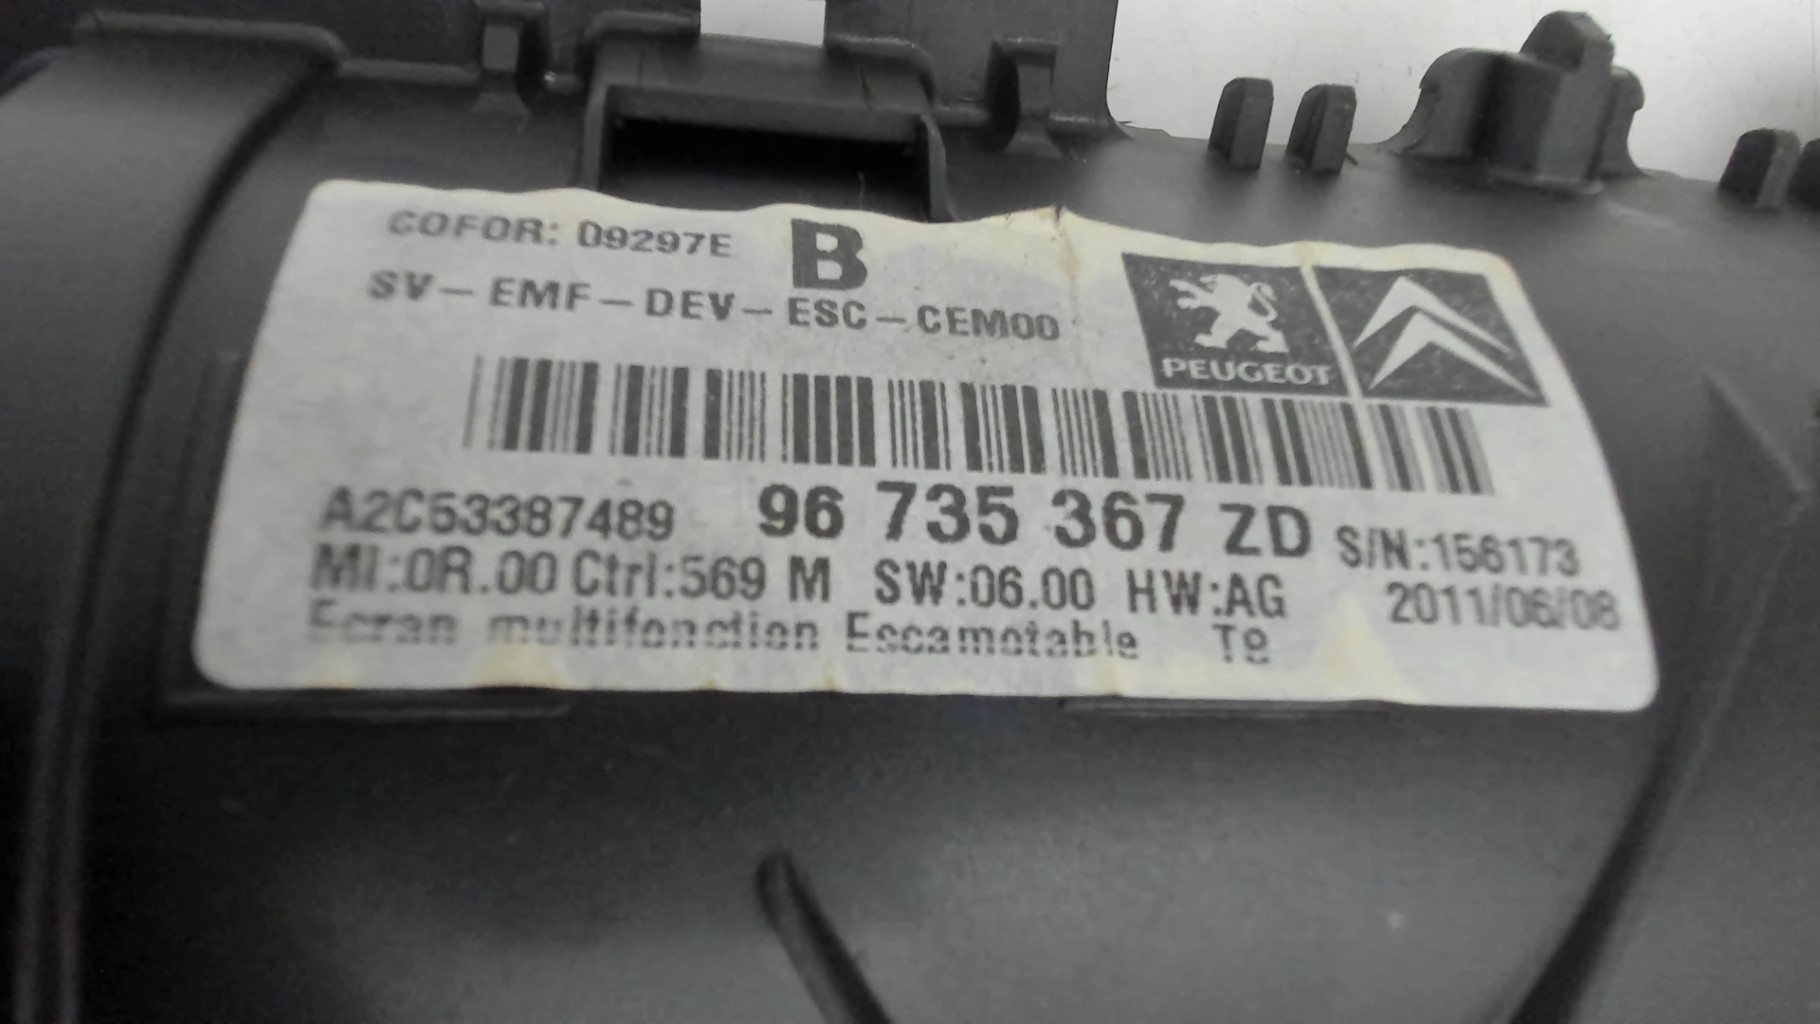 COFOR: 09297E B
SV-EMF-DEV-ESC-CEM00
PEUGEOT
A2C53387489 96 735 367 ZD S/N:156173
MI:0R.00 Ctrl:569 M SW:06.00 HW:AG 2011/06/08
Ecran multifonction Escamotable